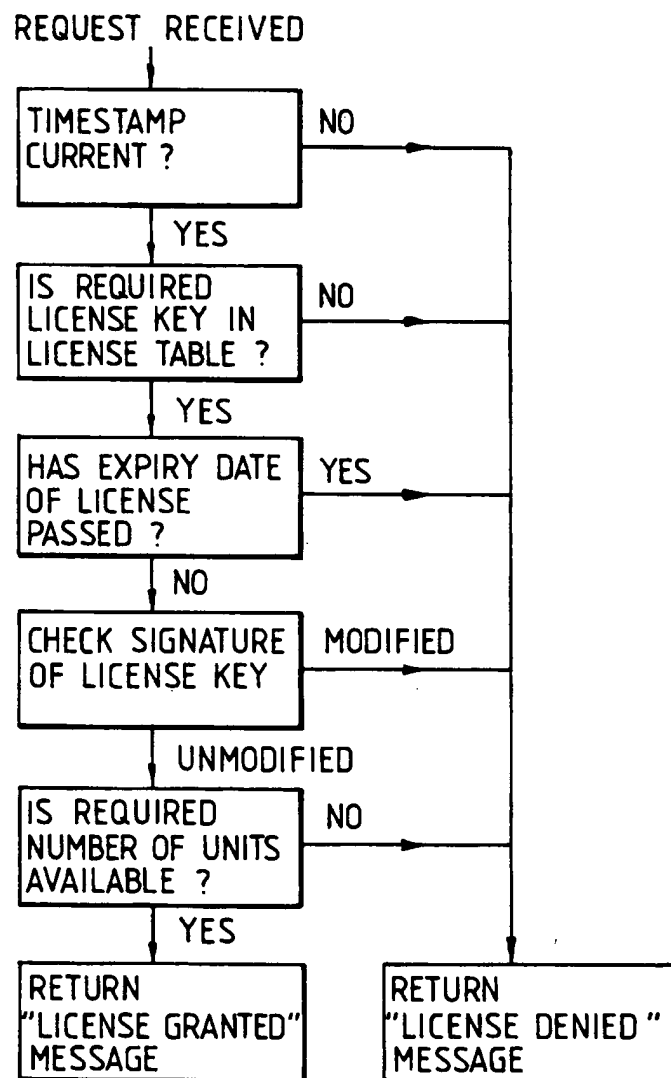 REQUEST RECEIVED
TIMESTAMP
CURRENT ?
NO
YES
IS REQUIRED
LICENSE KEY IN
LICENSE TABLE ?
NO
YES
HAS EXPIRY DATE
OF LICENSE
PASSED ?
YES
NO
CHECK SIGNATURE
OF LICENSE KEY
MODIFIED
UNMODIFIED
IS REQUIRED
NUMBER OF UNITS
AVAILABLE ?
NO
YES
RETURN
"LICENSE GRANTED"
MESSAGE
RETURN
"LICENSE DENIED"
MESSAGE